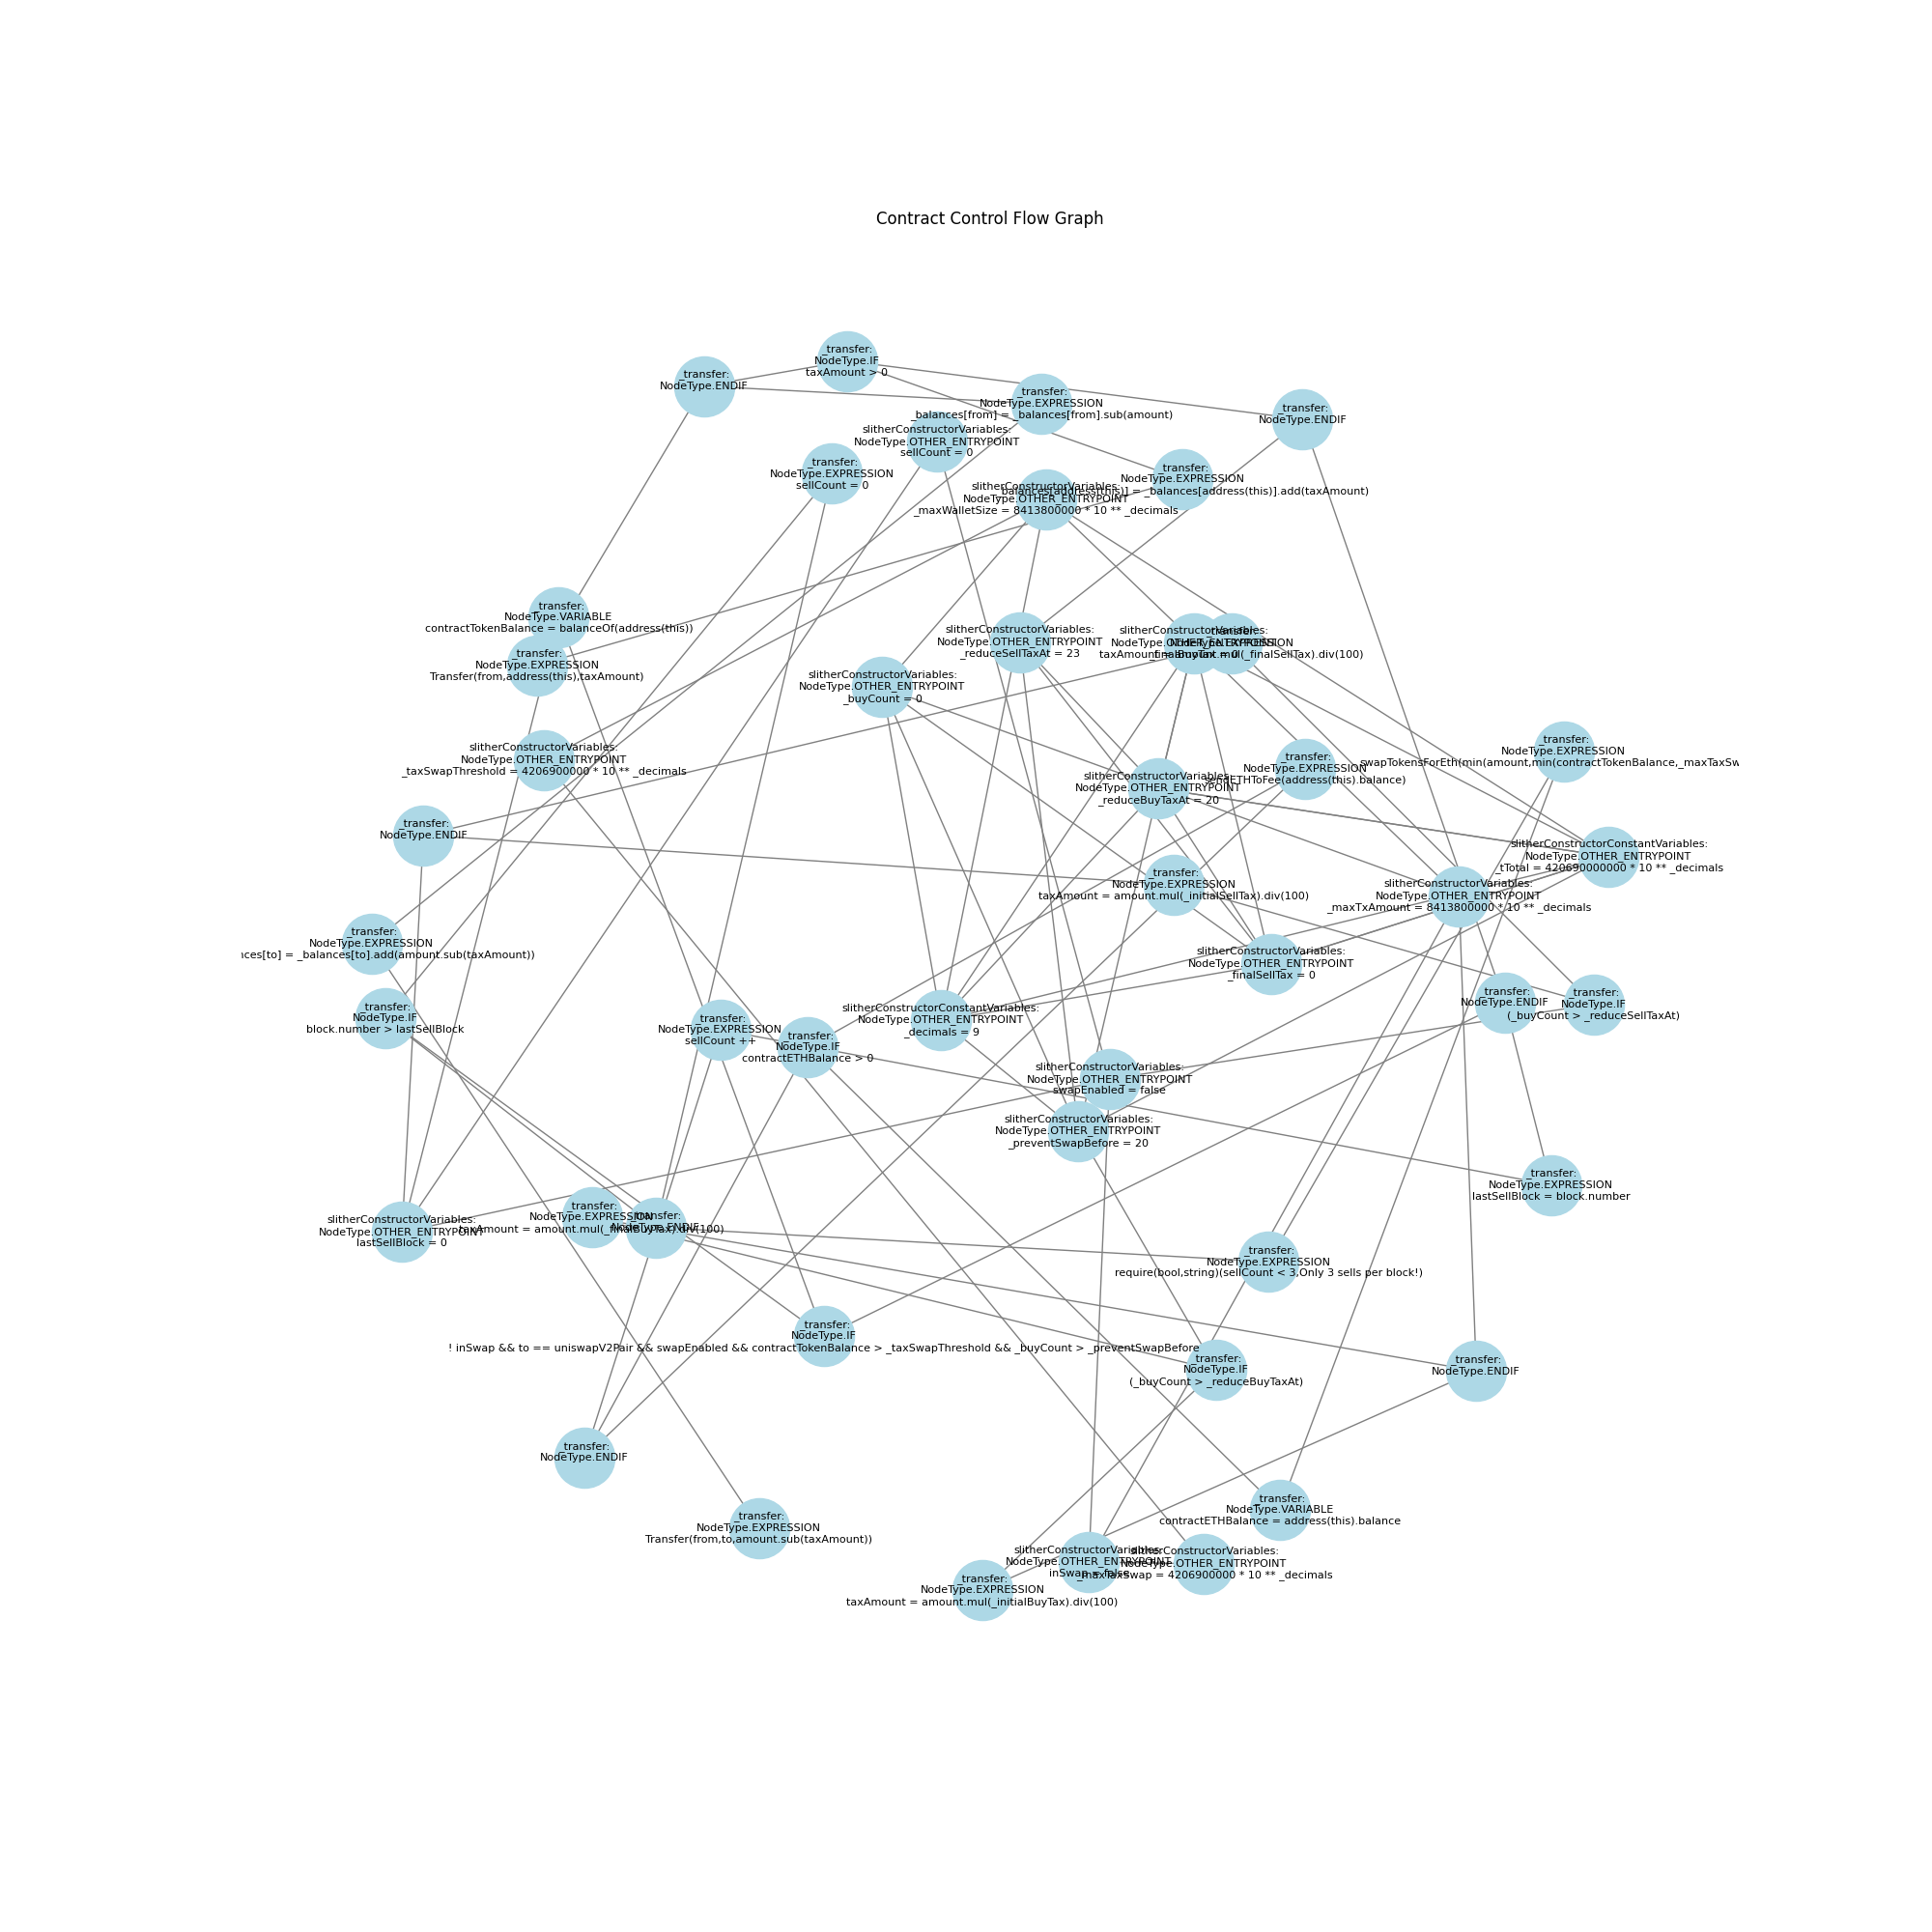 Contract Control Flow Graph
_transfer:
NodeType.IF
taxAmount > 0
_transfer:
NodeType.ENDIF
_transfer:
NodeType.EXPRESSION
_balances[from] = _balances[from].sub(amount)
_transfer:
NodeType.ENDIF
slitherConstructorVariables:
NodeType.OTHER_ENTRYPOINT
sellCount = 0
_transfer:
NodeType.EXPRESSION
sellCount = 0
_transfer:
NodeType.EXPRESSION
_balances[address(this)] = _balances[address(this)].add(taxAmount)
slitherConstructorVariables:
NodeType.OTHER_ENTRYPOINT
_maxWalletSize = 8413800000 * 10 ** _decimals
_transfer:
NodeType.VARIABLE
contractTokenBalance = balanceOf(address(this))
_transfer:
NodeType.EXPRESSION
Transfer(from,address(this),taxAmount)
slitherConstructorVariables:
NodeType.OTHER_ENTRYPOINT
_reduceSellTaxAt = 23
slitherConstructorVariables:
NodeType.OTHER_ENTRYPOINT
_finalBuyTax = 0
_transfer:
NodeType.EXPRESSION
taxAmount = amount.mul(_finalSellTax).div(100)
slitherConstructorVariables:
NodeType.OTHER_ENTRYPOINT
_buyCount = 0
slitherConstructorVariables:
NodeType.OTHER_ENTRYPOINT
_taxSwapThreshold = 4206900000 * 10 ** _decimals
_transfer:
NodeType.EXPRESSION
swapTokensForEth(min(amount,min(contractTokenBalance,_maxTaxSw
_transfer:
NodeType.EXPRESSION
sendETHToFee(address(this).balance)
slitherConstructorVariables:
NodeType.OTHER_ENTRYPOINT
_reduceBuyTaxAt = 20
_transfer:
NodeType.ENDIF
slitherConstructorConstantVariables:
NodeType.OTHER_ENTRYPOINT
_tTotal = 420690000000 * 10 ** _decimals
_transfer:
NodeType.EXPRESSION
taxAmount = amount.mul(_initialSellTax).div(100)
slitherConstructorVariables:
NodeType.OTHER_ENTRYPOINT
_maxTxAmount = 8413800000 * 10 ** _decimals
_transfer:
NodeType.EXPRESSION
nces[to] = _balances[to].add(amount.sub(taxAmount))
slitherConstructorVariables:
NodeType.OTHER_ENTRYPOINT
_finalSellTax = 0
_transfer:
NodeType.ENDIF
_transfer:
NodeType.IF
(_buyCount > _reduceSellTaxAt)
_transfer:
NodeType.IF
block.number > lastSellBlock
_transfer:
NodeType.EXPRESSION
sellCount ++
_transfer:
NodeType.IF
contractETHBalance > 0
slitherConstructorConstantVariables:
NodeType.OTHER_ENTRYPOINT
_decimals = 9
slitherConstructorVariables:
NodeType.OTHER_ENTRYPOINT
swapEnabled = false
slitherConstructorVariables:
NodeType.OTHER_ENTRYPOINT
_preventSwapBefore = 20
_transfer:
NodeType.EXPRESSION
lastSellBlock = block.number
slitherConstructorVariables:
NodeType.OTHER_ENTRYPOINT
lastSellBlock = 0
_transfer:
NodeType.EXPRESSION
taxAmount = amount.mul(_finalBuyTax).div(100)
_transfer:
NodeType.ENDIF
_transfer:
NodeType.EXPRESSION
require(bool,string)(sellCount < 3,Only 3 sells per block!)
_transfer:
NodeType.IF
! inSwap && to == uniswapV2Pair && swapEnabled && contractTokenBalance > _taxSwapThreshold && _buyCount > _preventSwapBefore
_transfer:
NodeType.IF
(_buyCount > _reduceBuyTaxAt)
_transfer:
NodeType.ENDIF
_transfer:
NodeType.ENDIF
_transfer:
NodeType.VARIABLE
contractETHBalance = address(this).balance
_transfer:
NodeType.EXPRESSION
Transfer(from,to,amount.sub(taxAmount))
slitherConstructorVariables:
NodeType.OTHER_ENTRYPOINT
inSwap = false
slitherConstructorVariables:
NodeType.OTHER_ENTRYPOINT
_maxTaxSwap = 4206900000 * 10 ** _decimals
_transfer:
NodeType.EXPRESSION
taxAmount = amount.mul(_initialBuyTax).div(100)